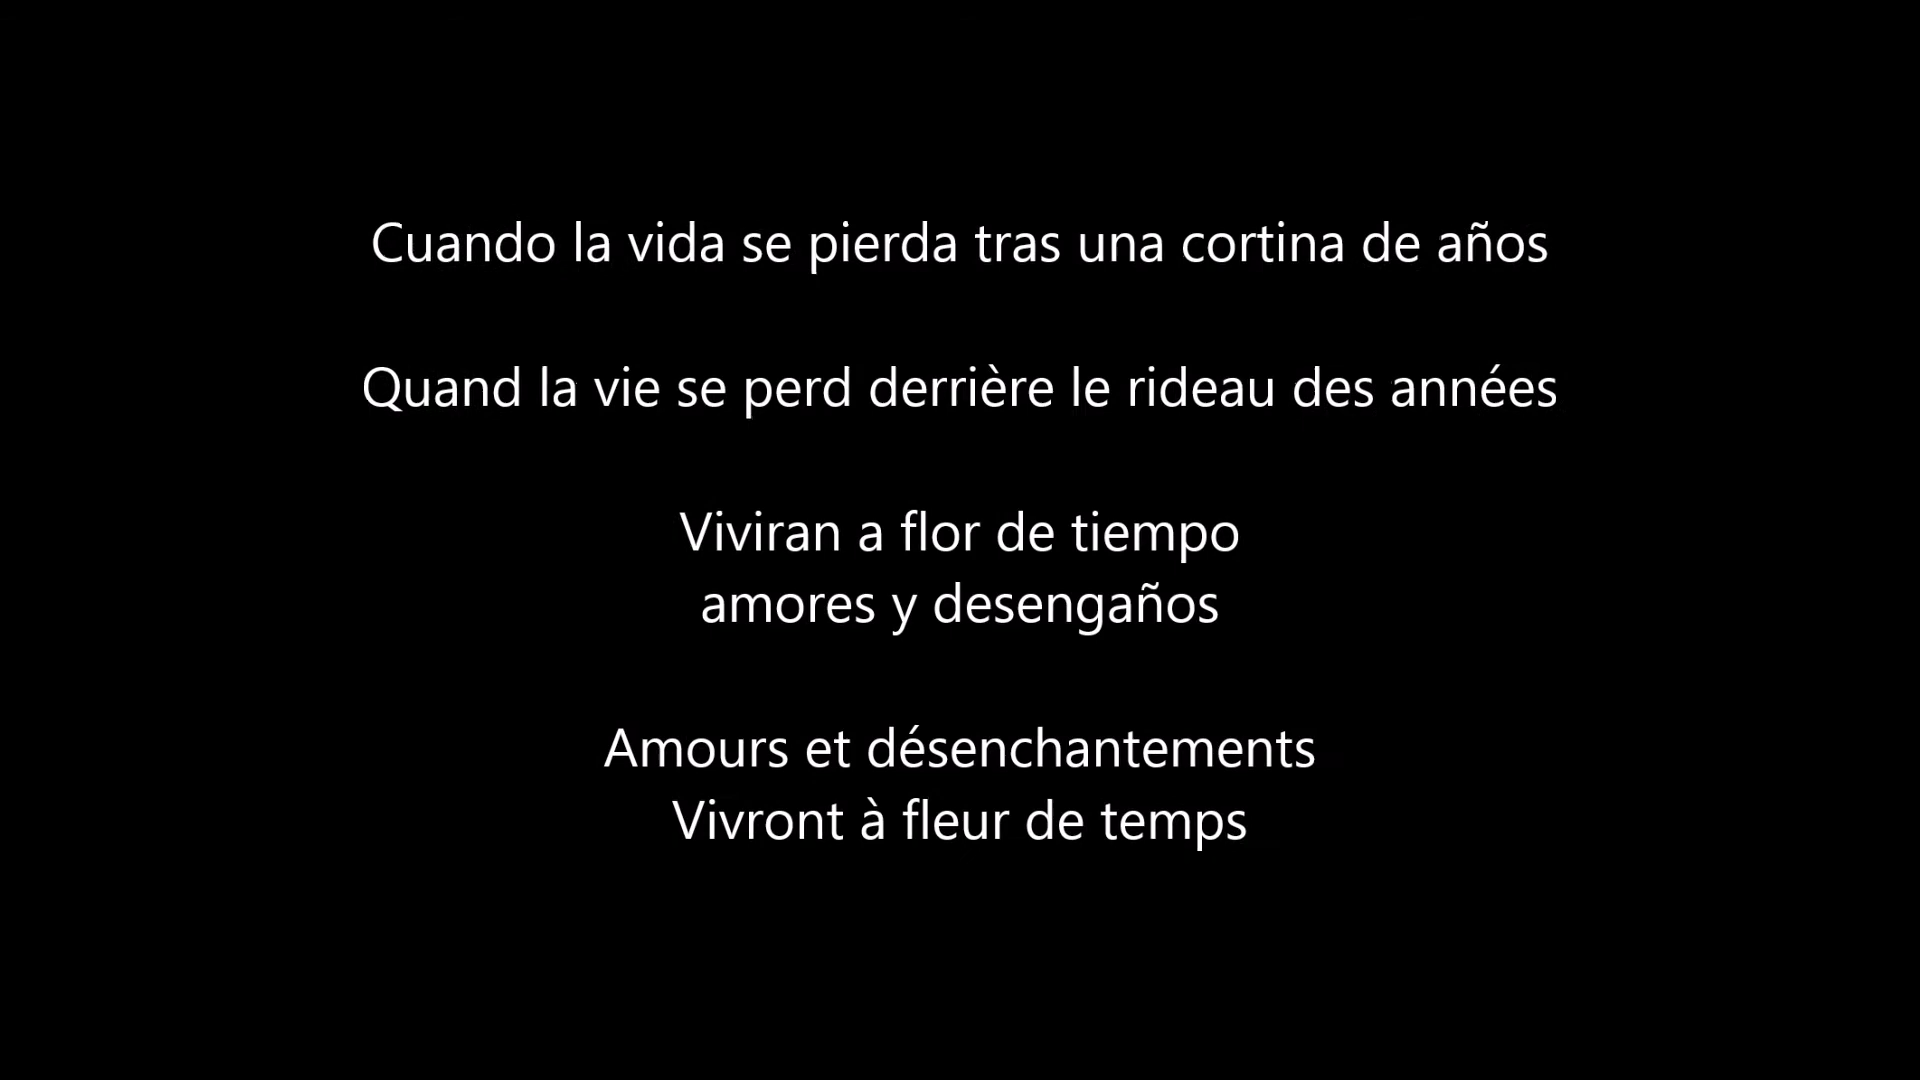 Cuando la vida se pierda tras una cortina de años
Quand la vie se perd derrière le rideau des années
Viviran a flor de tiempo
amores y desengaños
Amours et désenchantements
Vivront à fleur de temps